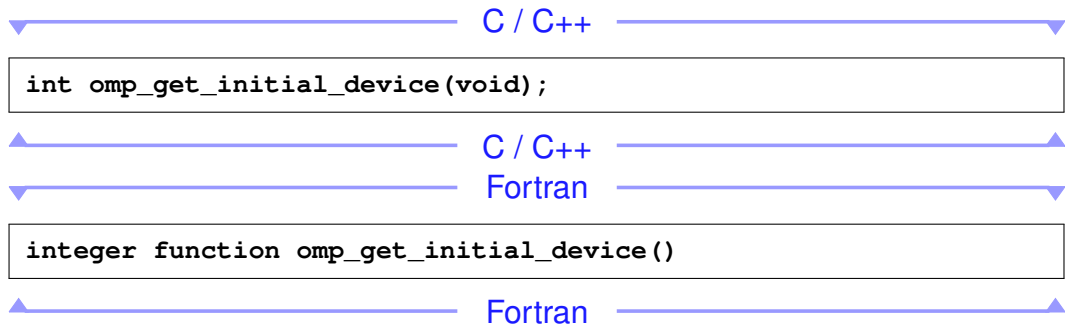 C / C++
int omp_get_initial_device(void);
C / C++
Fortran
integer function omp_get_initial_device()
Fortran